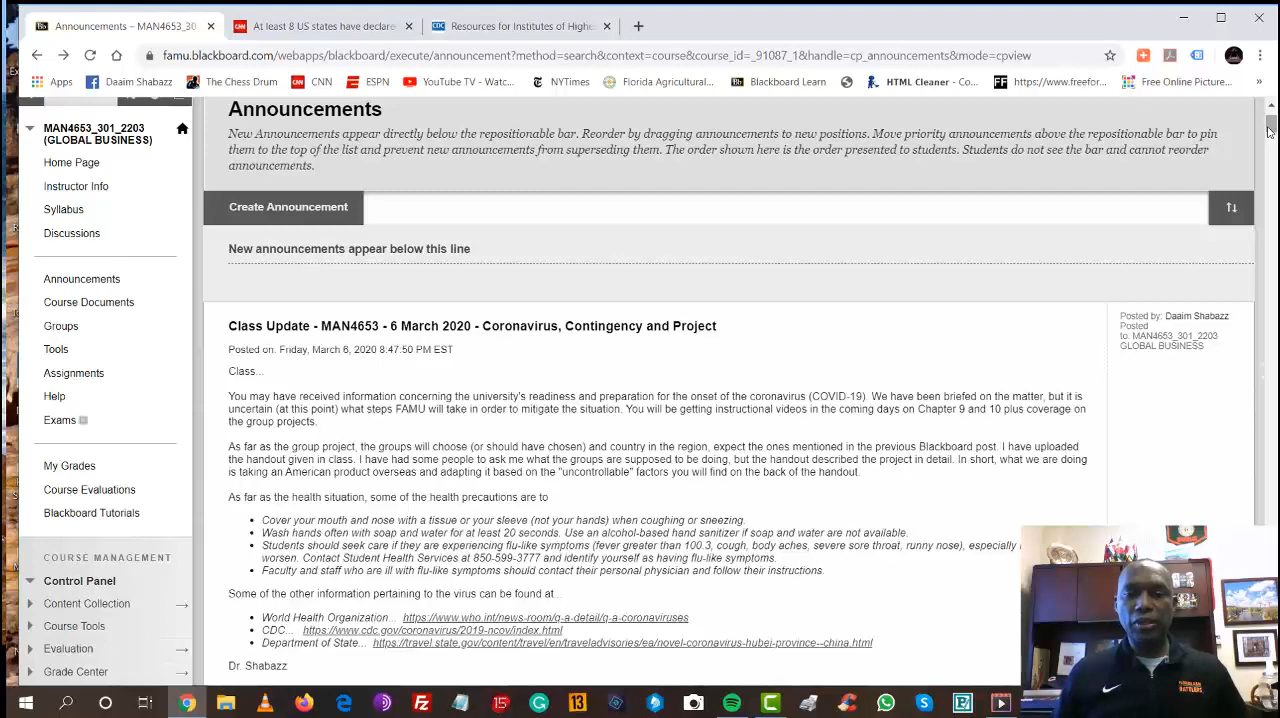 Announcements – MAN4653_30
At least 8 US states have declare
Resources for Institutes of Highe
famu.blackboard.com/webapps/blackboard/execute/announcement?method=search&context=course&course_id=_91087_1&handle=cp_announcements&mode=cpview
Apps Daaim Shabazz The Chess Drum CNN ESPN YouTube TV - Watc... NYTimes Florida Agricultural... Blackboard Learn HTML Cleaner - Co... https://www.freefor... Free Online Picture...
MAN4653_301_2203
(GLOBAL BUSINESS)
Home Page
Instructor Info
Syllabus
Discussions
Announcements
Course Documents
Groups
Tools
Assignments
Help
Exams
My Grades
Course Evaluations
Blackboard Tutorials
COURSE MANAGEMENT
Control Panel
Content Collection
Course Tools
Evaluation
Grade Center
Announcements
New Announcements appear directly below the repositionable bar. Reorder by dragging announcements to new positions. Move priority announcements above the repositionable bar to pin
them to the top of the list and prevent new announcements from superseding them. The order shown here is the order presented to students. Students do not see the bar and cannot reorder
announcements.
Create Announcement
New announcements appear below this line
Class Update - MAN4653 - 6 March 2020 - Coronavirus, Contingency and Project
Posted on: Friday, March 6, 2020 8:47:50 PM EST
Class...
You may have received information concerning the university's readiness and preparation for the onset of the coronavirus (COVID-19). We have been briefed on the matter, but it is
uncertain (at this point) what steps FAMU will take in order to mitigate the situation. You will be getting instructional videos in the coming days on Chapter 9 and 10 plus coverage on
the group projects.
As far as the group project, the groups will choose (or should have chosen) and country in the region, expect the ones mentioned in the previous Blackboard post. I have uploaded
the handout given in class. I have had some people to ask me what the groups are supposed to be doing, but the handout described the project in detail. In short, what we are doing
is taking an American product overseas and adapting it based on the "uncontrollable" factors you will find on the back of the handout.
As far as the health situation, some of the health precautions are to
• Cover your mouth and nose with a tissue or your sleeve (not your hands) when coughing or sneezing.
• Wash hands often with soap and water for at least 20 seconds. Use an alcohol-based hand sanitizer if soap and water are not available.
• Students should seek care if they are experiencing flu-like symptoms (fever greater than 100.3, cough, body aches, severe sore throat, runny nose), especially
worsen. Contact Student Health Services at 850-599-3777 and identify yourself as having flu-like symptoms.
• Faculty and staff who are ill with flu-like symptoms should contact their personal physician and follow their instructions.
Some of the other information pertaining to the virus can be found at...
• World Health Organization... https://www.who.int/news-room/q-a-detail/q-a-coronaviruses
• CDC... https://www.cdc.gov/coronavirus/2019-ncov/index.html
• Department of State... https://travel.state.gov/content/travel/en/traveladvisories/ea/novel-coronavirus-hubei-province--china.html
Dr. Shabazz
Posted by: Daaim Shabazz
Posted
to: MAN4653_301_2203
GLOBAL BUSINESS